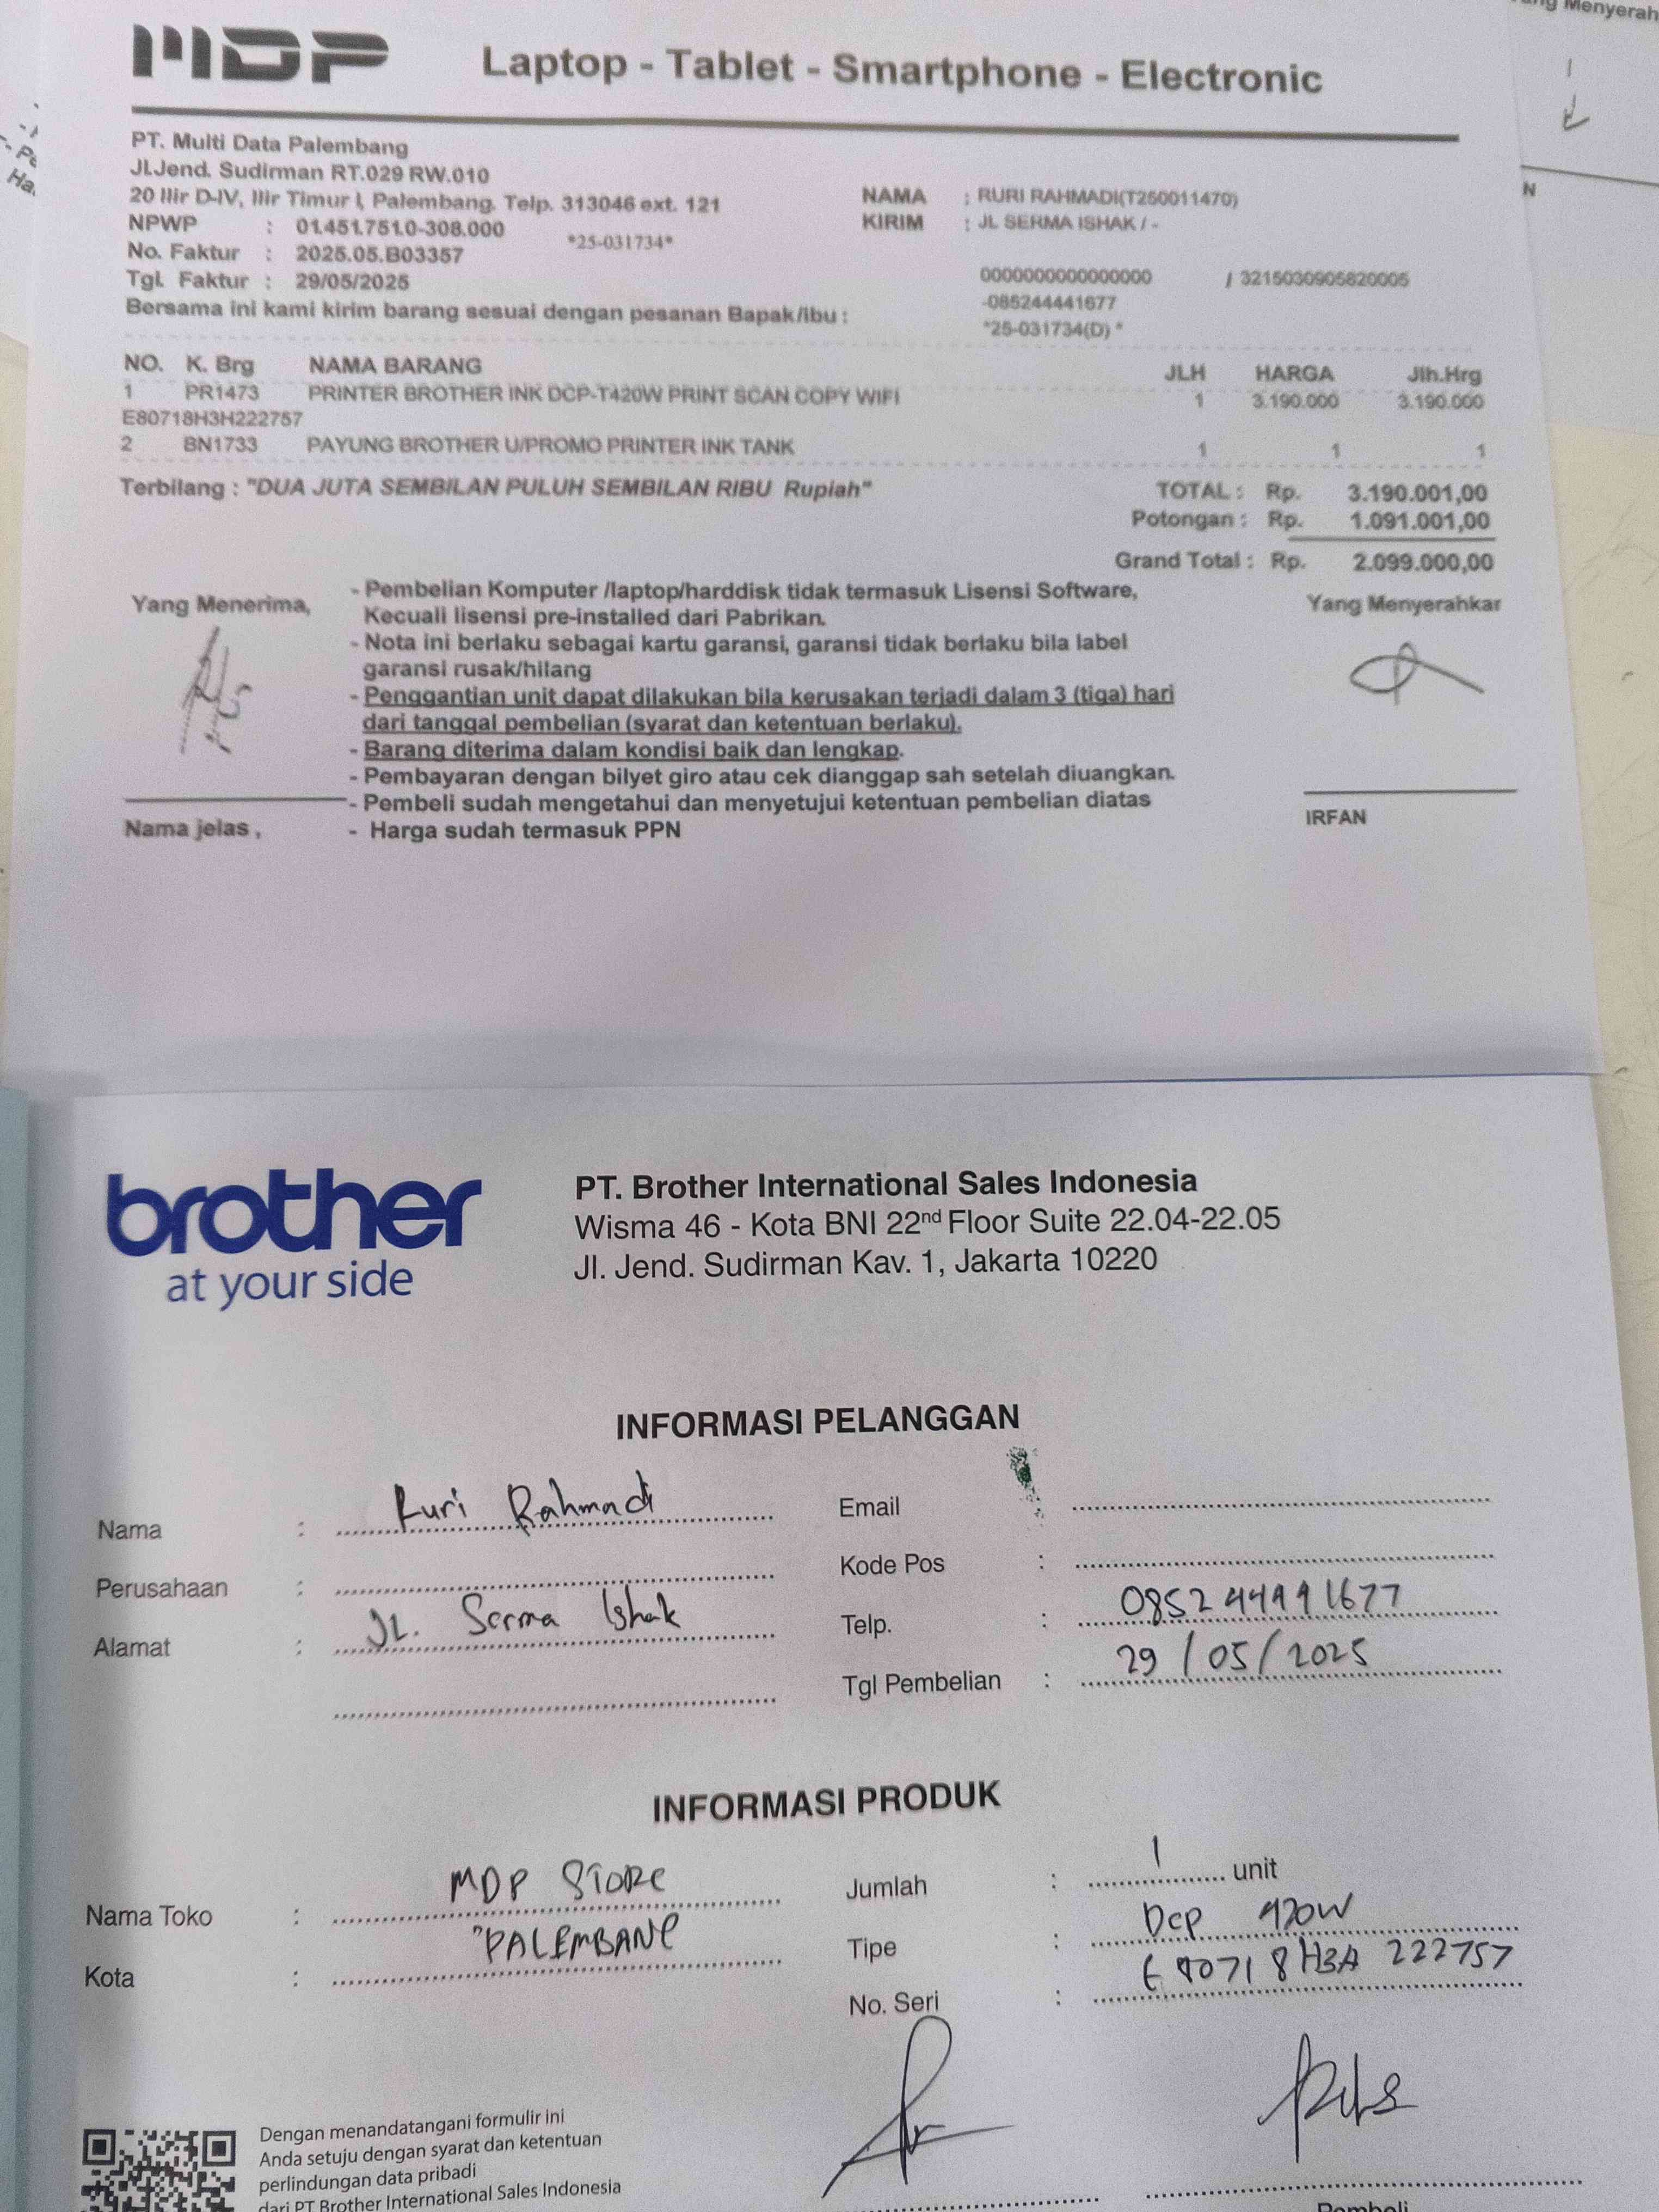 MDP Laptop - Tablet - Smartphone - Electronic
PT. Multi Data Palembang
Jl.Jend. Sudirman RT.029 RW.010
20 Ilir D-IV, Ilir Timur I, Palembang. Telp. 313046 ext. 121
NPWP : 01.451.751.0-308.000
*25-031734*
No. Faktur : 2025.05.B03357
Tgl. Faktur : 29/05/2025
Bersama ini kami kirim barang sesuai dengan pesanan Bapak/Ibu :
NAMA : RURI RAHMADI(T250011470)
KIRIM : JL SERMA ISHAK / -
0000000000000000 / 3215030905820005
-085244441677
*25-031734(D) *
NO. K. Brg NAMA BARANG JLH HARGA Jlh.Hrg
1 PR1473 PRINTER BROTHER INK DCP-T420W PRINT SCAN COPY WIFI 1 3.190.000 3.190.000
E80718H3H222757
2 BN1733 PAYUNG BROTHER U/PROMO PRINTER INK TANK 1 1 1
Terbilang : "DUA JUTA SEMBILAN PULUH SEMBILAN RIBU Rupiah"
TOTAL : Rp. 3.190.001,00
Potongan : Rp. 1.091.001,00
Grand Total : Rp. 2.099.000,00
Yang Menerima,
- Pembelian Komputer /laptop/harddisk tidak termasuk Lisensi Software,
Kecuali lisensi pre-installed dari Pabrikan.
- Nota ini berlaku sebagai kartu garansi, garansi tidak berlaku bila label
garansi rusak/hilang
- Penggantian unit dapat dilakukan bila kerusakan terjadi dalam 3 (tiga) hari
dari tanggal pembelian (syarat dan ketentuan berlaku).
- Barang diterima dalam kondisi baik dan lengkap.
- Pembayaran dengan bilyet giro atau cek dianggap sah setelah diuangkan.
- Pembeli sudah mengetahui dan menyetujui ketentuan pembelian diatas
- Harga sudah termasuk PPN
Nama jelas ,
Yang Menyerahkan
IRFAN
brother
at your side
PT. Brother International Sales Indonesia
Wisma 46 - Kota BNI 22nd Floor Suite 22.04-22.05
Jl. Jend. Sudirman Kav. 1, Jakarta 10220
INFORMASI PELANGGAN
Nama : Ruri Rahmadi
Perusahaan :
Alamat : JL. Serma Ishak
Email
Kode Pos :
Telp. : 085244441677
Tgl Pembelian : 29/05/2025
INFORMASI PRODUK
Nama Toko : MDP STORE
Kota : PALEMBANG
Jumlah : 1 unit
Tipe : DCP 420W
No. Seri : E80718H3H 222757
Dengan menandatangani formulir ini
Anda setuju dengan syarat dan ketentuan
perlindungan data pribadi
dari PT Brother International Sales Indonesia
Pembeli